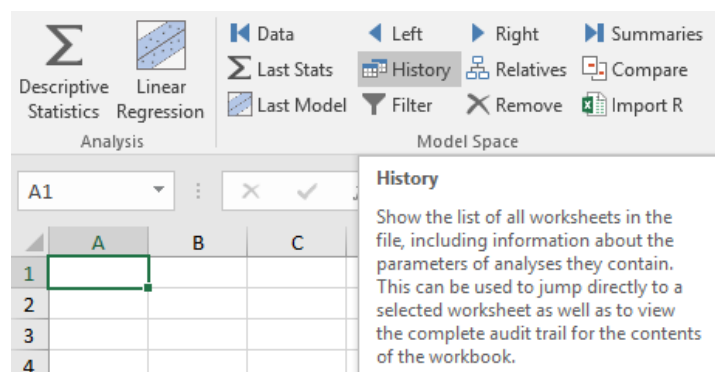 Data Left Right Summaries
Descriptive Linear Last Stats History Relatives Compare
Statistics Regression Last Model Filter Remove Import R
Analysis Model Space
A1
History
Show the list of all worksheets in the
file, including information about the
parameters of analyses they contain.
This can be used to jump directly to a
selected worksheet as well as to view
the complete audit trail for the contents
of the workbook.
A B C
1
2
3
4